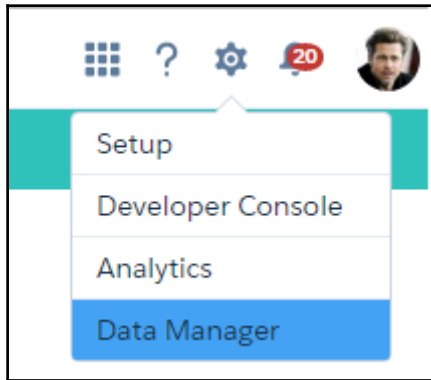 ?
20
Setup
Developer Console
Analytics
Data Manager